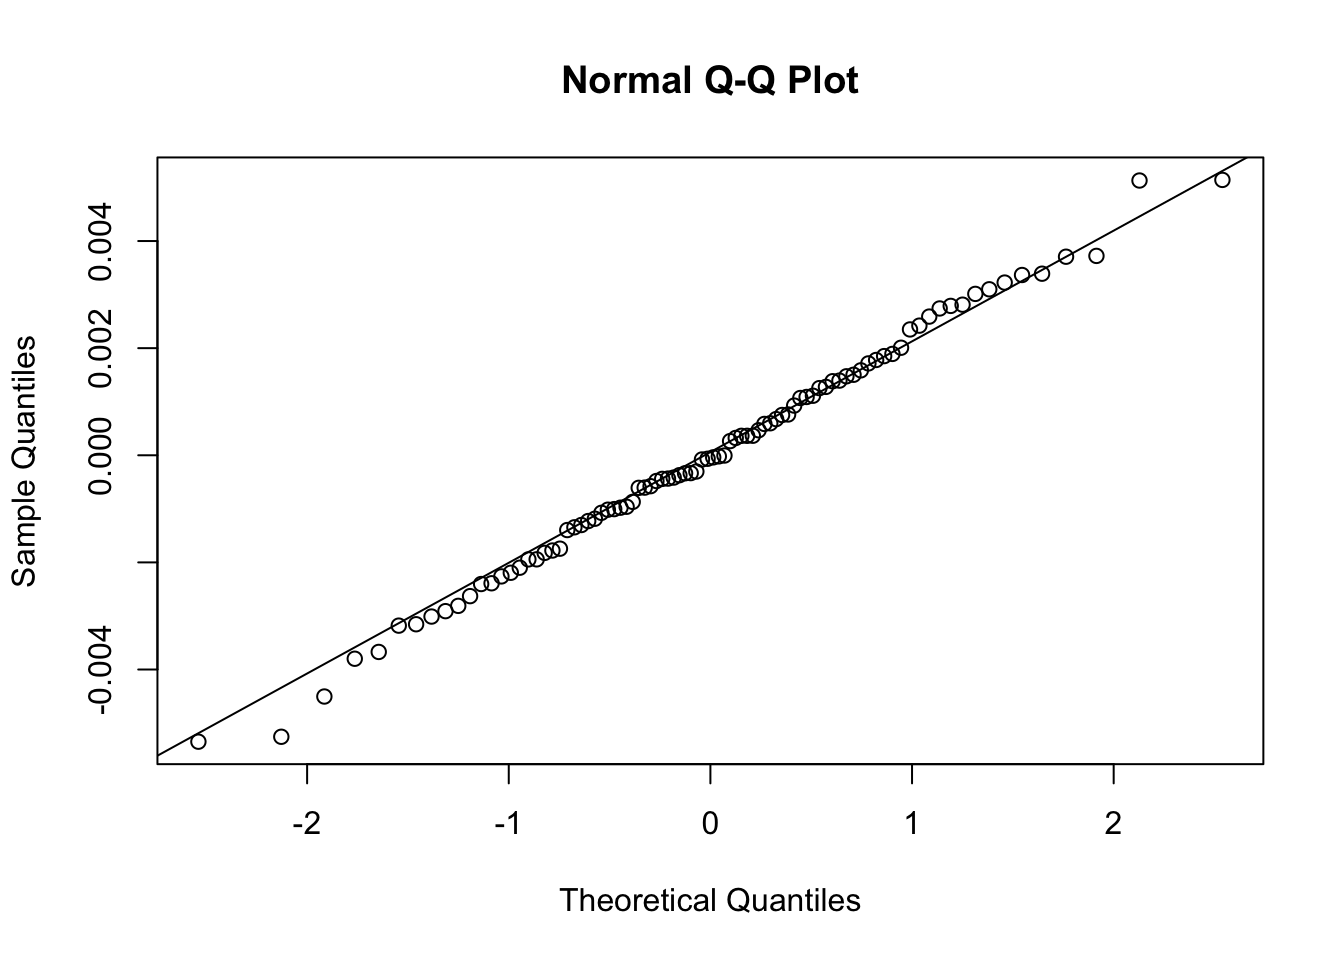 Normal Q-Q Plot
Sample Quantiles
0.004
0.002
0.000
-0.004
-2 -1 0 1 2
Theoretical Quantiles